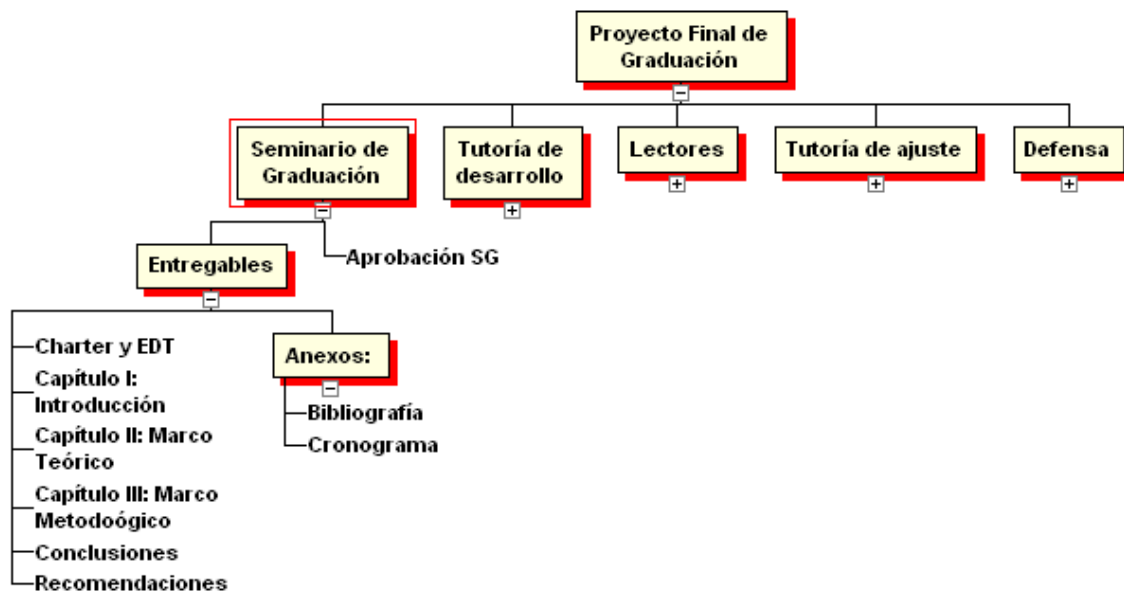 Proyecto Final de
Graduación
Seminario de
Graduación
Tutoría de
desarrollo
Lectores
Tutoría de ajuste
Defensa
Entregables
Aprobación SG
Charter y EDT
Capítulo I:
Introducción
Capítulo II: Marco
Teórico
Capítulo III: Marco
Metodoógico
Conclusiones
Recomendaciones
Anexos:
Bibliografía
Cronograma